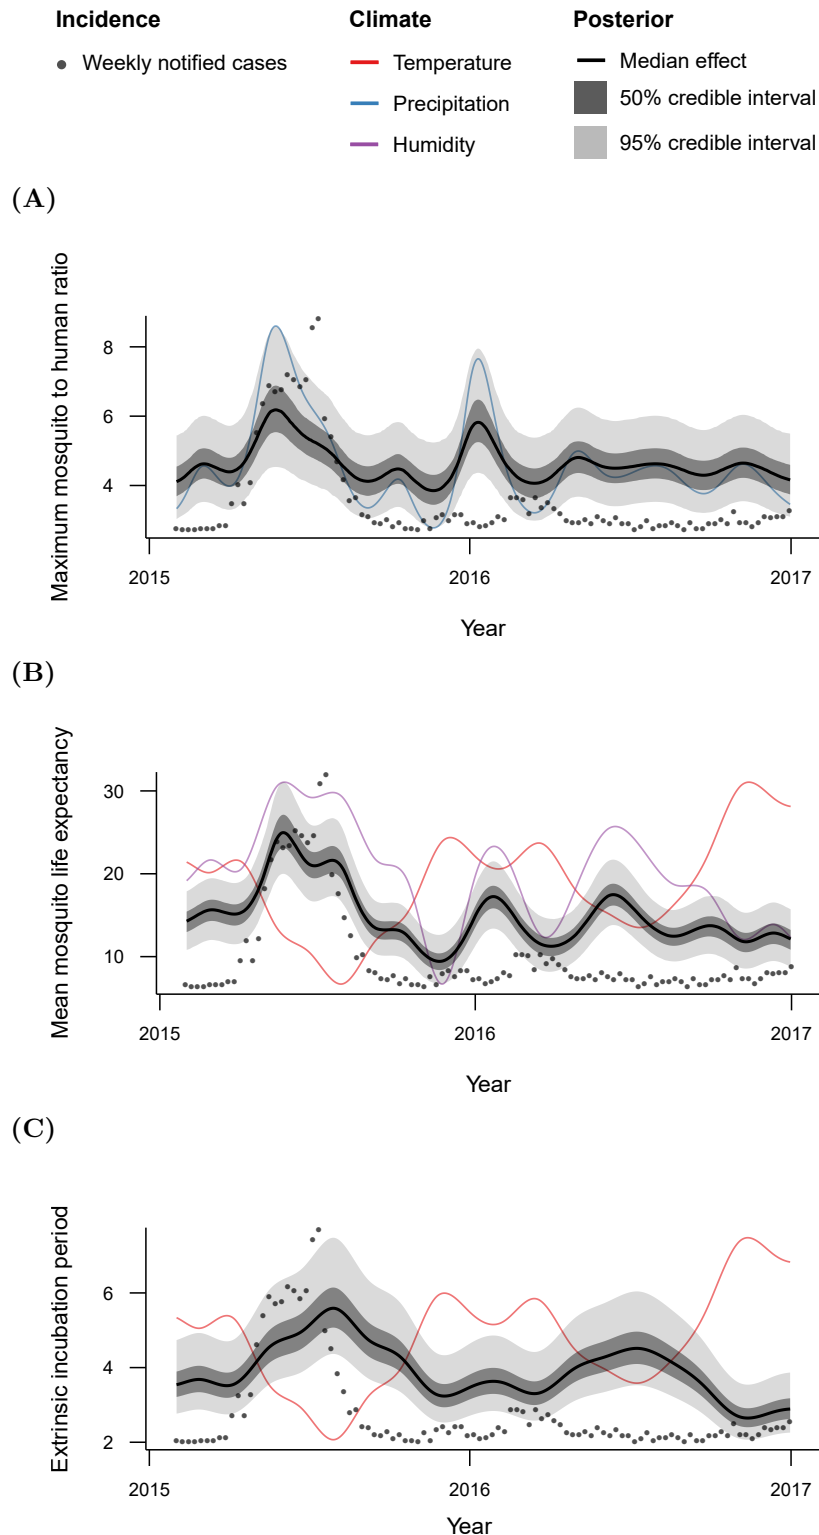 Incidence
Climate
Posterior
Weekly notified cases
Temperature
Median effect
Precipitation
50% credible interval
Humidity
95% credible interval
(A)
Maximum mosquito to human ratio
8
6
4
2015
2016
2017
Year
(B)
Mean mosquito life expectancy
30
20
10
2015
2016
2017
Year
(C)
Extrinsic incubation period
6
4
2
2015
2016
2017
Year